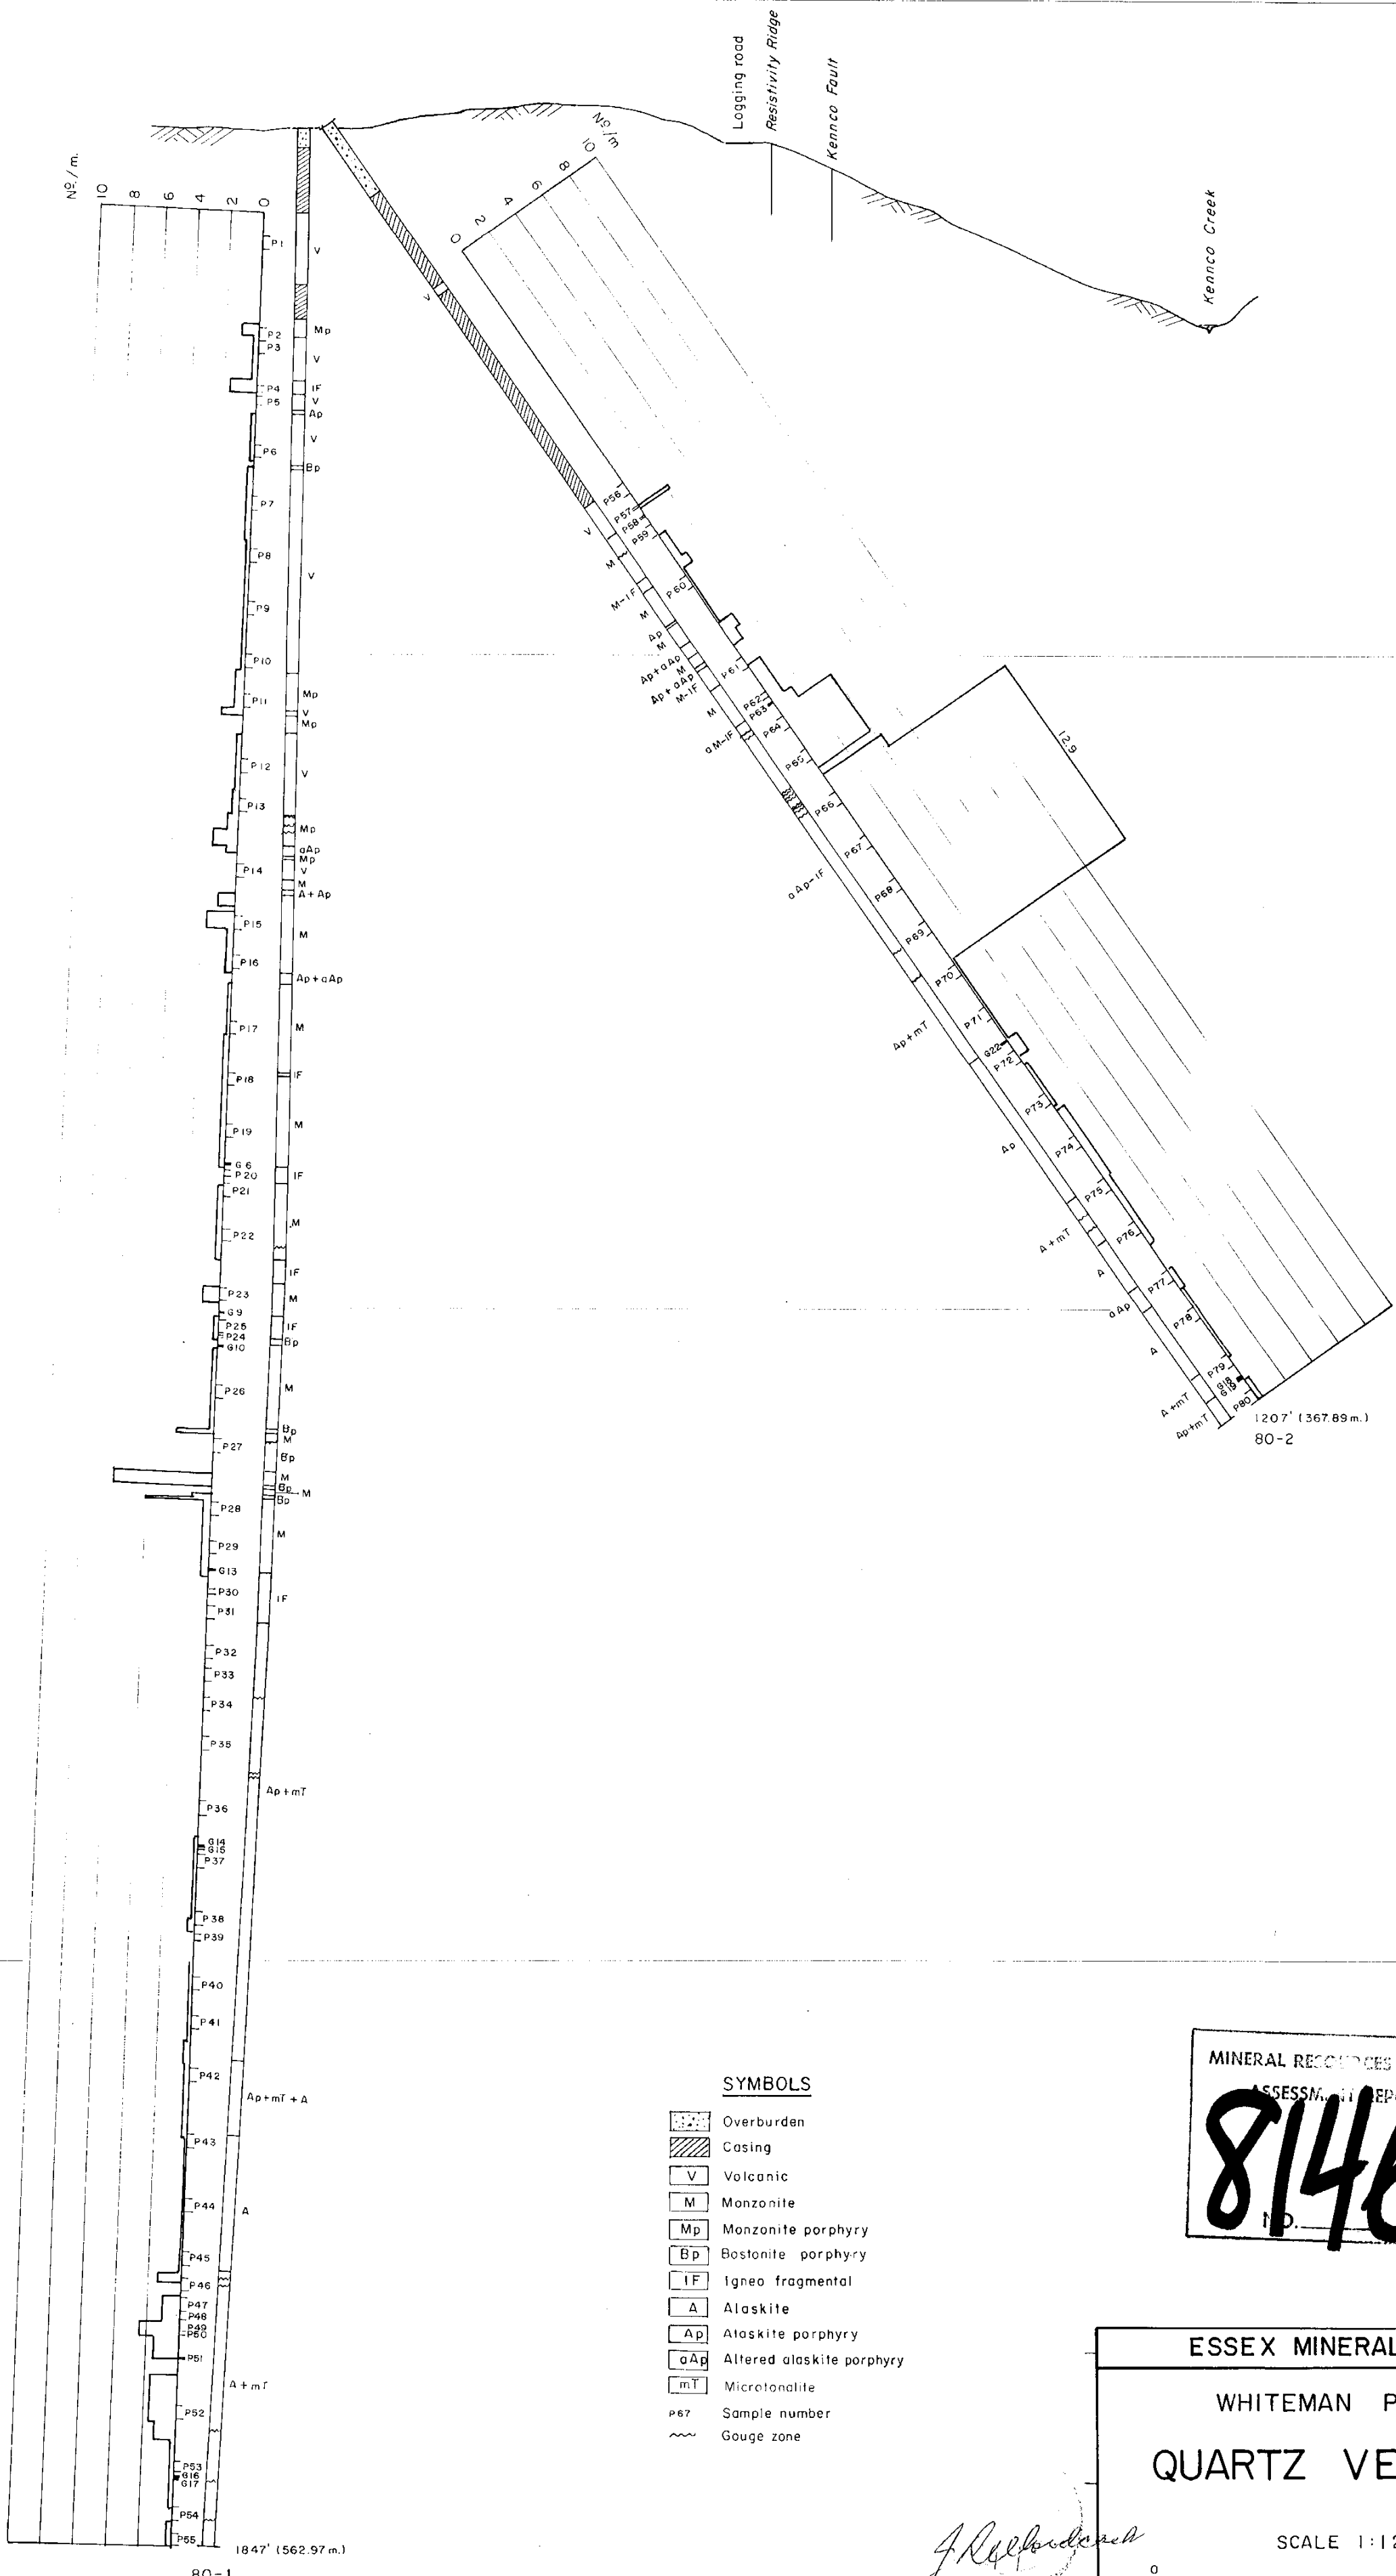 Logging road
Resistivity Ridge
Kennco Fault
Kennco Creek
Nº/m.
10
8
6
4
2
0
Nº/m
10
8
6
4
2
0
P1
P2
P3
P4
P5
P6
P7
P8
P9
P10
P11
P12
P13
P14
P15
P16
P17
P18
P19
G6
P20
P21
P22
P23
G9
P25
P24
G10
P26
P27
P28
P29
G13
P30
P31
P32
P33
P34
P35
P36
G14
G15
P37
P38
P39
P40
P41
P42
P43
P44
P45
P46
P47
P48
P49
P50
P51
P52
P53
G16
G17
P54
P55
V
Mp
V
IF
V
Ap
V
Bp
V
Mp
V
Mp
V
Mp
aAp
Mp
V
M
A+Ap
M
Ap+aAp
M
IF
M
IF
M
IF
M
IF
Bp
M
Bp
M
Bp
M
Bp
M
Bp
M
IF
Ap+mT
Ap+mT+A
A
A+mT
1847' (562.97m.)
80-1
V
V
M
M-IF
M
Ap
M
Ap+aAp
M
Ap+aAp
M-IF
M
aM-IF
aAp-IF
Ap+mT
Ap
A+mT
A
aAp
A
A+mT
Ap+mT
P56
P57
P58
P59
P60
P61
P62
P63
P64
P65
P66
P67
P68
P69
P70
P71
G22
P72
P73
P74
P75
P76
P77
P78
P79
G18
G19
P80
12.9
1207' (367.89m.)
80-2
SYMBOLS
Overburden
Casing
V Volcanic
M Monzonite
Mp Monzonite porphyry
Bp Bostonite porphyry
IF Igneo fragmental
A Alaskite
Ap Alaskite porphyry
aAp Altered alaskite porphyry
mT Microtonalite
P67 Sample number
Gouge zone
MINERAL RESOURCES
NO.
814
ESSEX MINERAL
WHITEMAN P
QUARTZ VE
SCALE 1:12
0